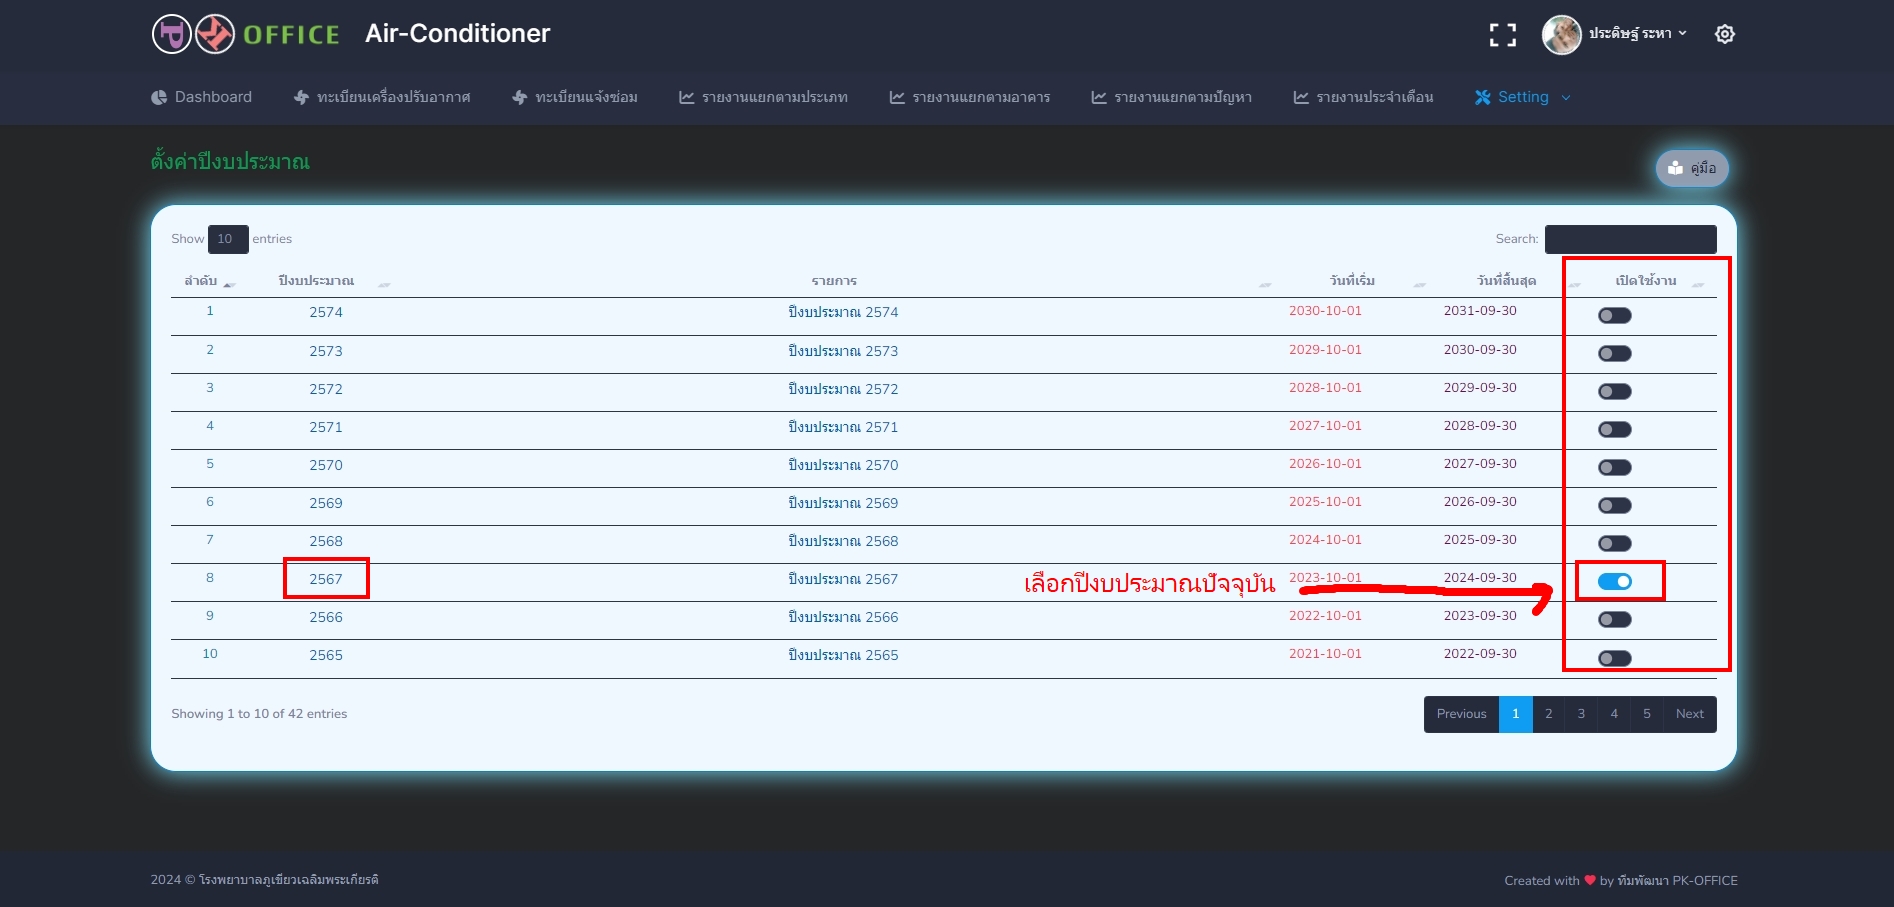 P OFFICE Air-Conditioner ประดิษฐ์ ระหา
Dashboard ทะเบียนเครื่องปรับอากาศ ทะเบียนแจ้งซ่อม รายงานแยกตามประเภท รายงานแยกตามอาคาร รายงานแยกตามปัญหา รายงานประจำเดือน Setting
ตั้งค่าปีงบประมาณ
คู่มือ
Show 10 entries Search:
ลำดับ ปีงบประมาณ รายการ วันที่เริ่ม วันที่สิ้นสุด เปิดใช้งาน
1 2574 ปีงบประมาณ 2574 2030-10-01 2031-09-30
2 2573 ปีงบประมาณ 2573 2029-10-01 2030-09-30
3 2572 ปีงบประมาณ 2572 2028-10-01 2029-09-30
4 2571 ปีงบประมาณ 2571 2027-10-01 2028-09-30
5 2570 ปีงบประมาณ 2570 2026-10-01 2027-09-30
6 2569 ปีงบประมาณ 2569 2025-10-01 2026-09-30
7 2568 ปีงบประมาณ 2568 2024-10-01 2025-09-30
8 2567 ปีงบประมาณ 2567 เลือกปีงบประมาณปัจจุบัน 2023-10-01 2024-09-30
9 2566 ปีงบประมาณ 2566 2022-10-01 2023-09-30
10 2565 ปีงบประมาณ 2565 2021-10-01 2022-09-30
Showing 1 to 10 of 42 entries Previous 1 2 3 4 5 Next
2024 © โรงพยาบาลภูเขียวเฉลิมพระเกียรติ Created with ❤ by ทีมพัฒนา PK-OFFICE